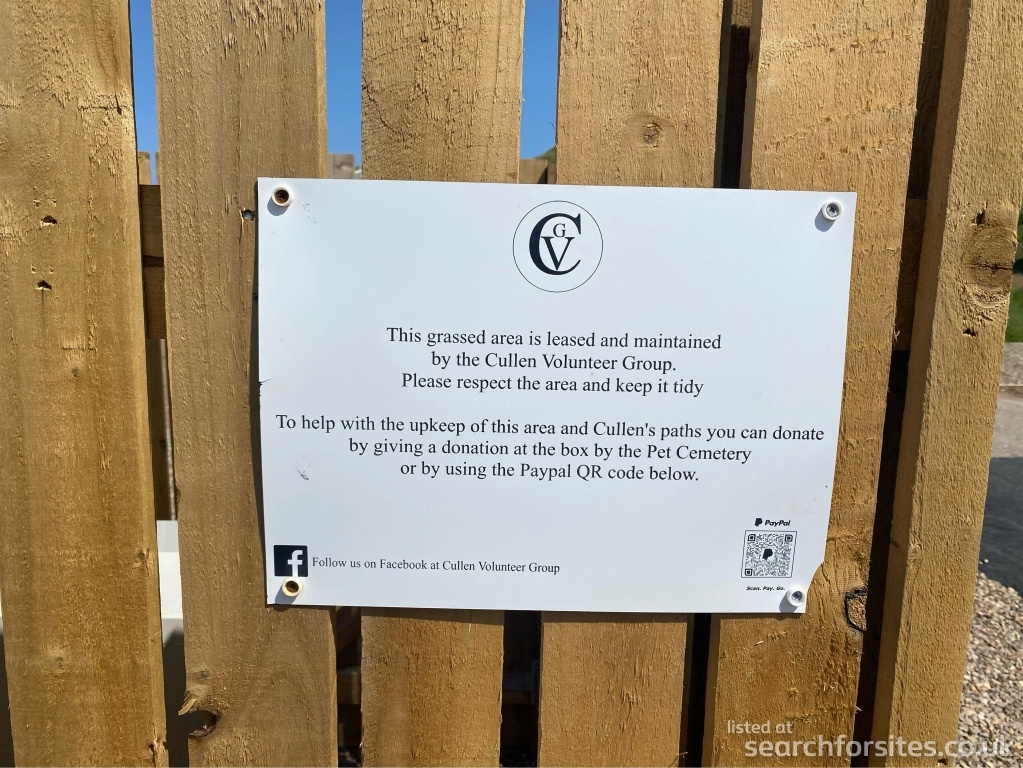 CGV
This grassed area is leased and maintained
by the Cullen Volunteer Group.
Please respect the area and keep it tidy
To help with the upkeep of this area and Cullen's paths you can donate
by giving a donation at the box by the Pet Cemetery
or by using the Paypal QR code below.
PayPal
f Follow us on Facebook at Cullen Volunteer Group
Scan. Pay. Go.
listed at
searchforsites.co.uk